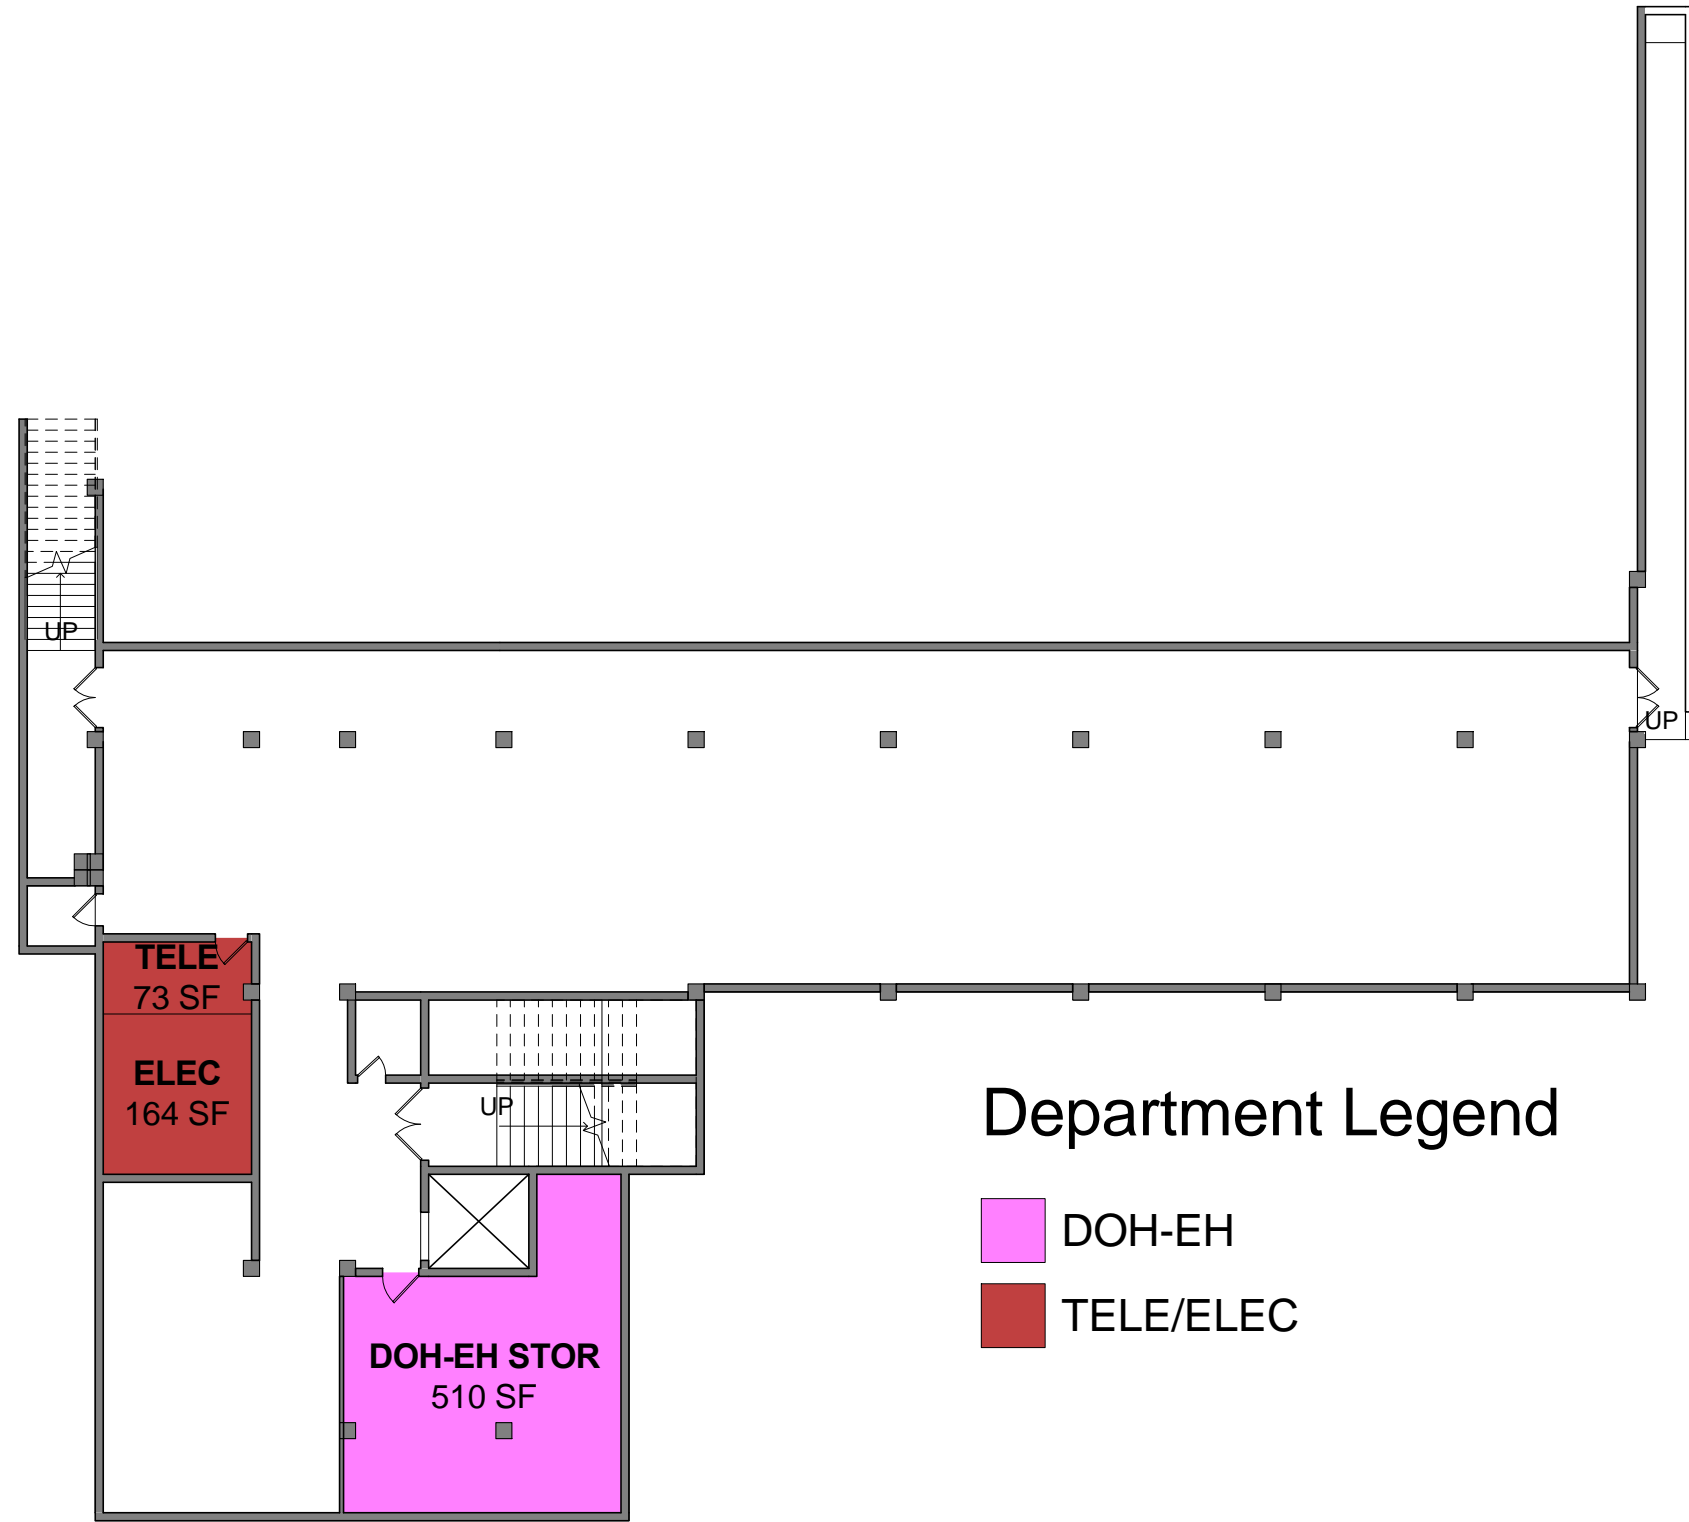 UP
UP
TELE
73 SF
ELEC
164 SF
UP
Department Legend
DOH-EH
TELE/ELEC
DOH-EH STOR
510 SF